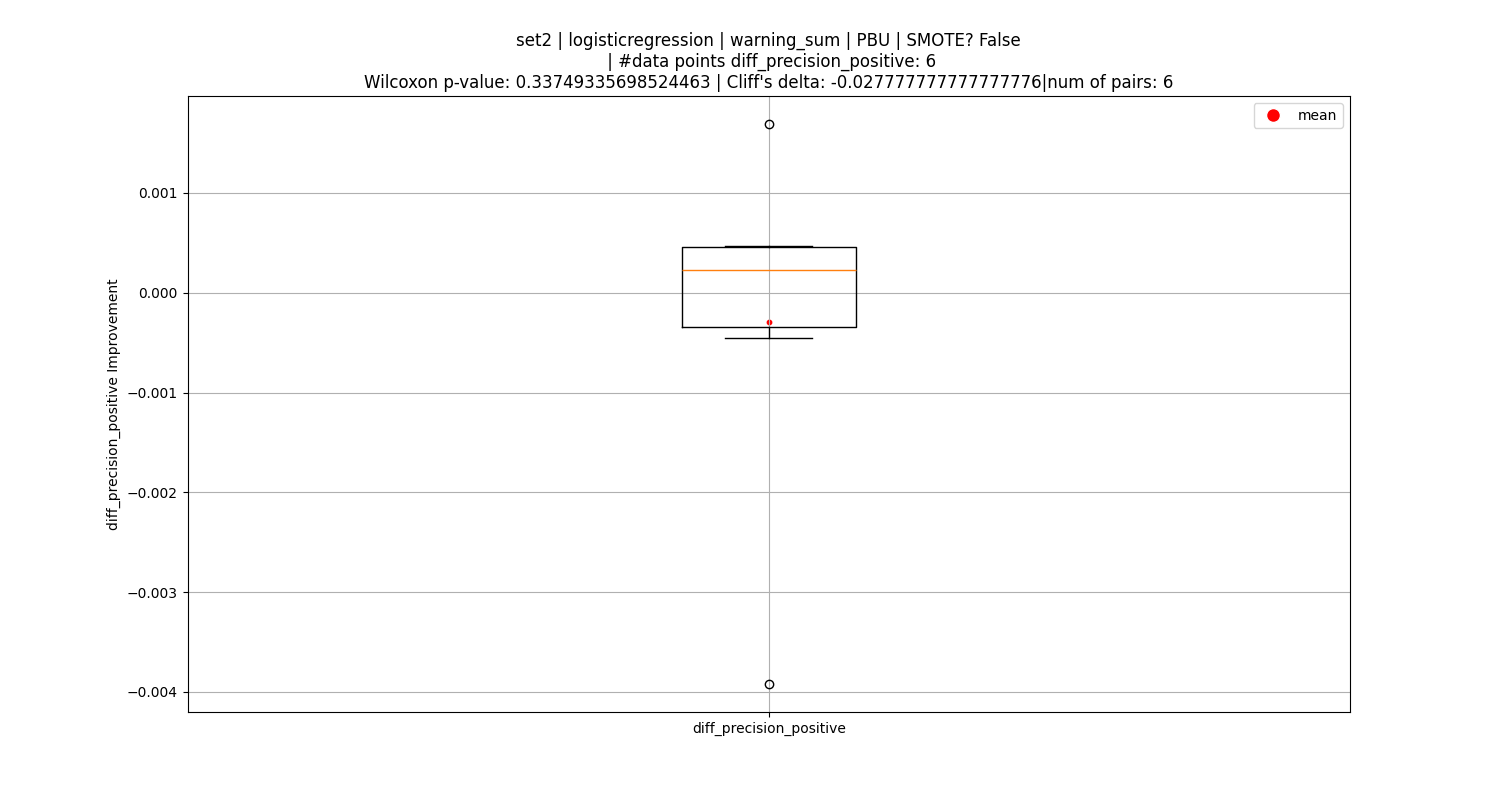 set2 | logisticregression | warning_sum | PBU | SMOTE? False
| #data points diff_precision_positive: 6
Wilcoxon p-value: 0.33749335698524463 | Cliff's delta: -0.027777777777777776|num of pairs: 6
mean
0.001
0.000
−0.001
−0.002
−0.003
−0.004
diff_precision_positive Improvement
diff_precision_positive